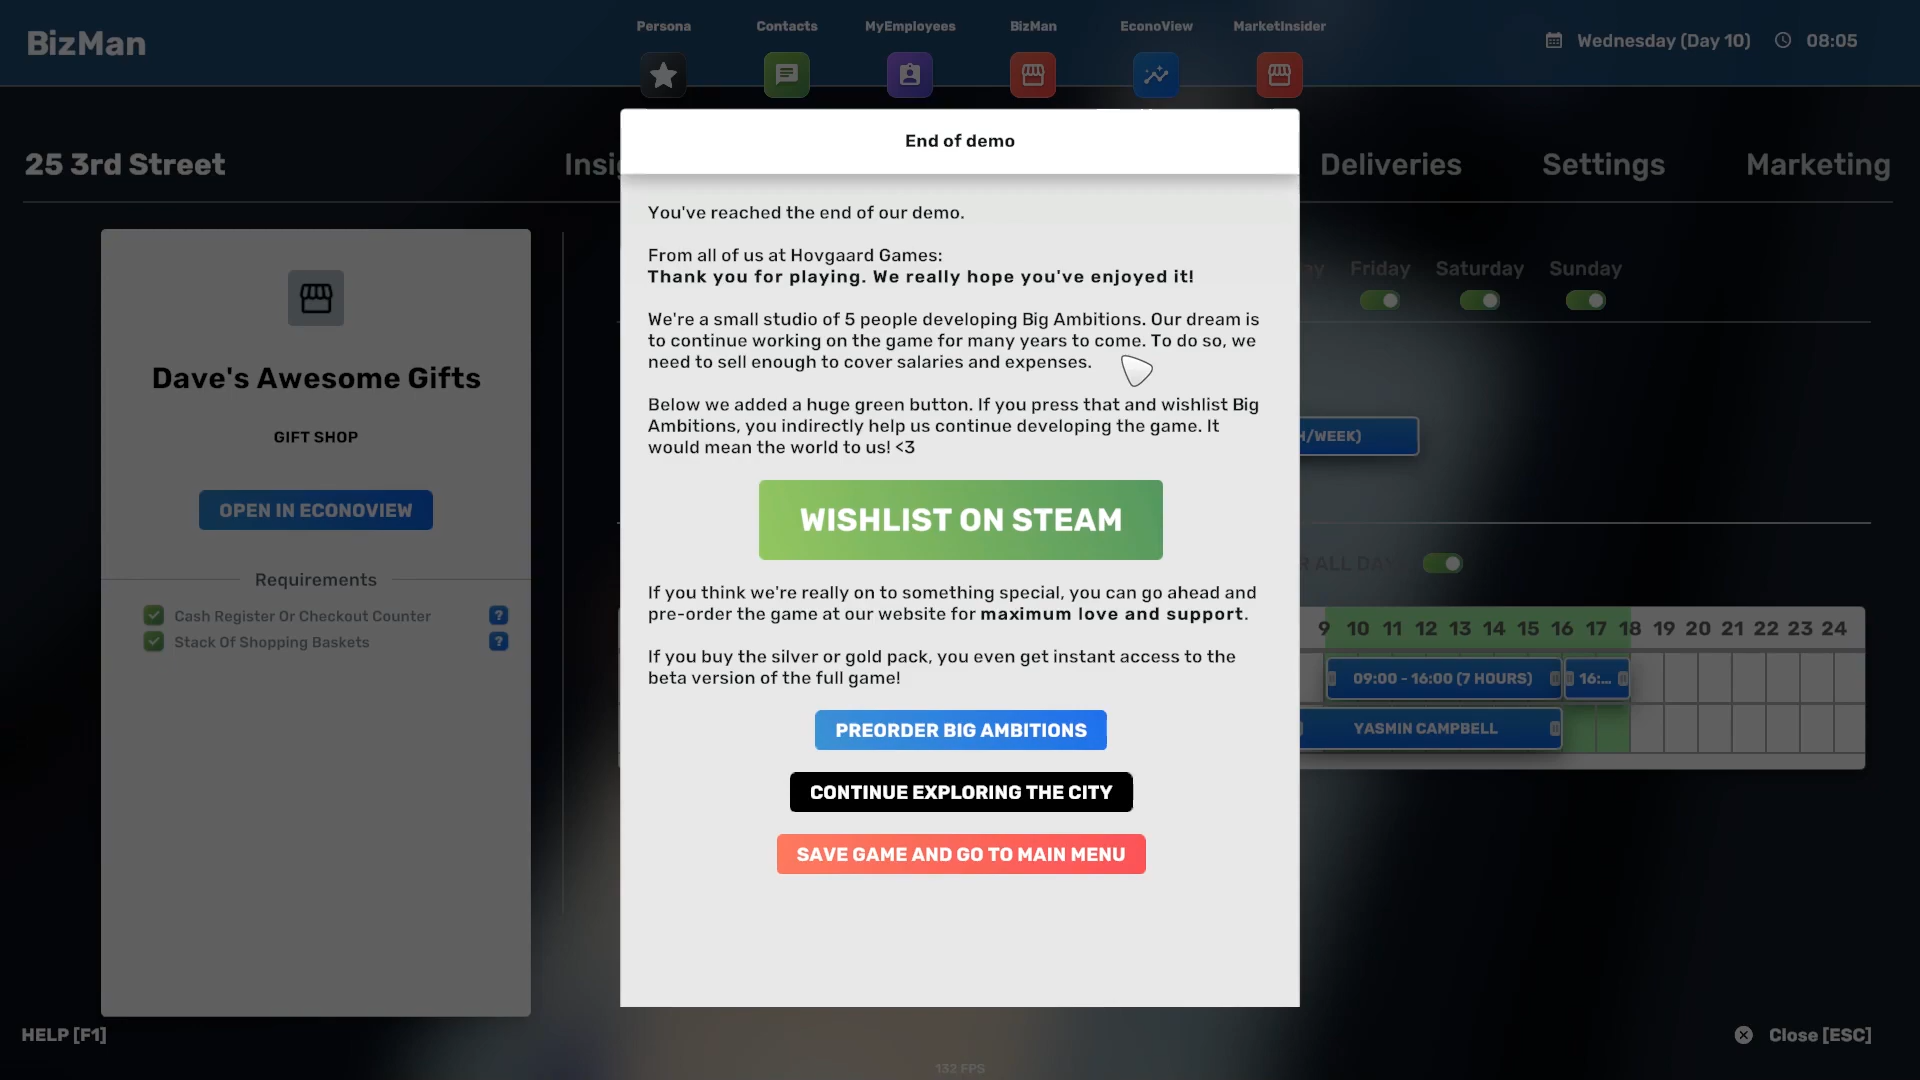 BizMan
Persona
Contacts
MyEmployees
BizMan
EconoView
MarketInsider
Wednesday (Day 10)
08:05
25 3rd Street
Deliveries
Settings
Marketing
End of demo
You've reached the end of our demo.
From all of us at Hovgaard Games:
Thank you for playing. We really hope you've enjoyed it!
We're a small studio of 5 people developing Big Ambitions. Our dream is
to continue working on the game for many years to come. To do so, we
need to sell enough to cover salaries and expenses.
Below we added a huge green button. If you press that and wishlist Big
Ambitions, you indirectly help us continue developing the game. It
would mean the world to us! <3
WISHLIST ON STEAM
If you think we're really on to something special, you can go ahead and
pre-order the game at our website for maximum love and support.
If you buy the silver or gold pack, you even get instant access to the
beta version of the full game!
PREORDER BIG AMBITIONS
CONTINUE EXPLORING THE CITY
SAVE GAME AND GO TO MAIN MENU
Dave's Awesome Gifts
GIFT SHOP
OPEN IN ECONOVIEW
Requirements
Cash Register Or Checkout Counter ?
Stack Of Shopping Baskets ?
Friday Saturday Sunday
H/WEEK)
ALL DAY
9 10 11 12 13 14 15 16 17 18 19 20 21 22 23 24
09:00 - 16:00 (7 HOURS) 16:...
YASMIN CAMPBELL
HELP [F1]
Close [ESC]
132 FPS